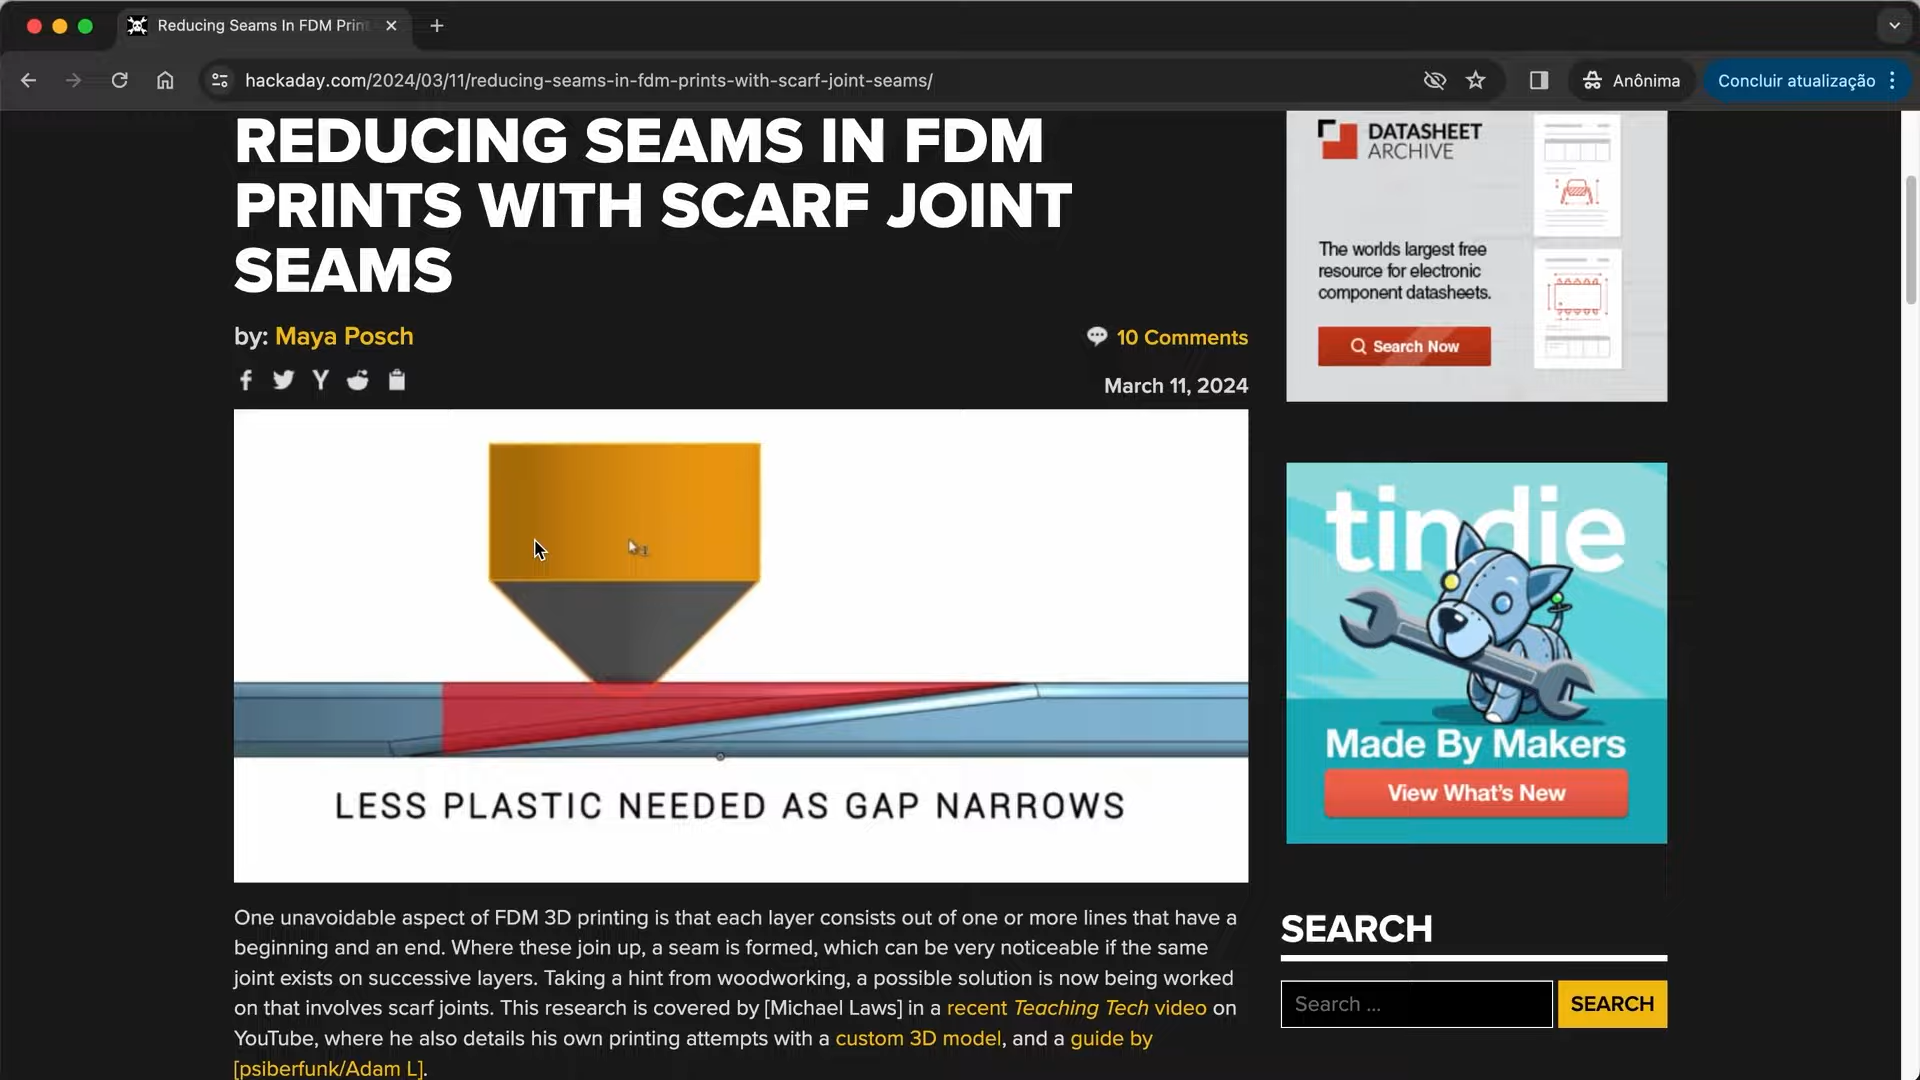 Reducing Seams In FDM Prin
hackaday.com/2024/03/11/reducing-seams-in-fdm-prints-with-scarf-joint-seams/
Anônima
Concluir atualização
REDUCING SEAMS IN FDM
PRINTS WITH SCARF JOINT
SEAMS
by: Maya Posch
10 Comments
March 11, 2024
LESS PLASTIC NEEDED AS GAP NARROWS
One unavoidable aspect of FDM 3D printing is that each layer consists out of one or more lines that have a
beginning and an end. Where these join up, a seam is formed, which can be very noticeable if the same
joint exists on successive layers. Taking a hint from woodworking, a possible solution is now being worked
on that involves scarf joints. This research is covered by [Michael Laws] in a recent Teaching Tech video on
YouTube, where he also details his own printing attempts with a custom 3D model, and a guide by
[psiberfunk/Adam L].
DATASHEET
ARCHIVE
The worlds largest free
resource for electronic
component datasheets.
Search Now
tindie
Made By Makers
View What's New
SEARCH
Search ...
SEARCH